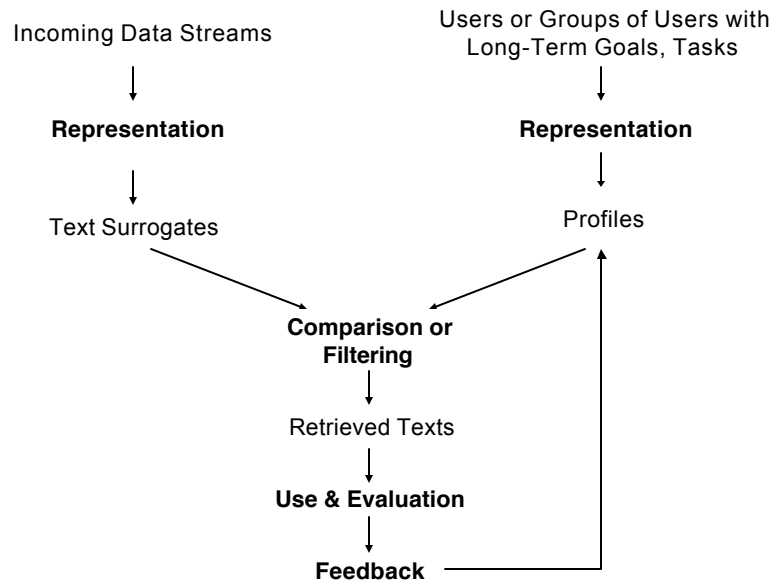 Incoming Data Streams
Users or Groups of Users with
Long-Term Goals, Tasks
Representation
Representation
Text Surrogates
Profiles
Comparison or
Filtering
Retrieved Texts
Use & Evaluation
Feedback